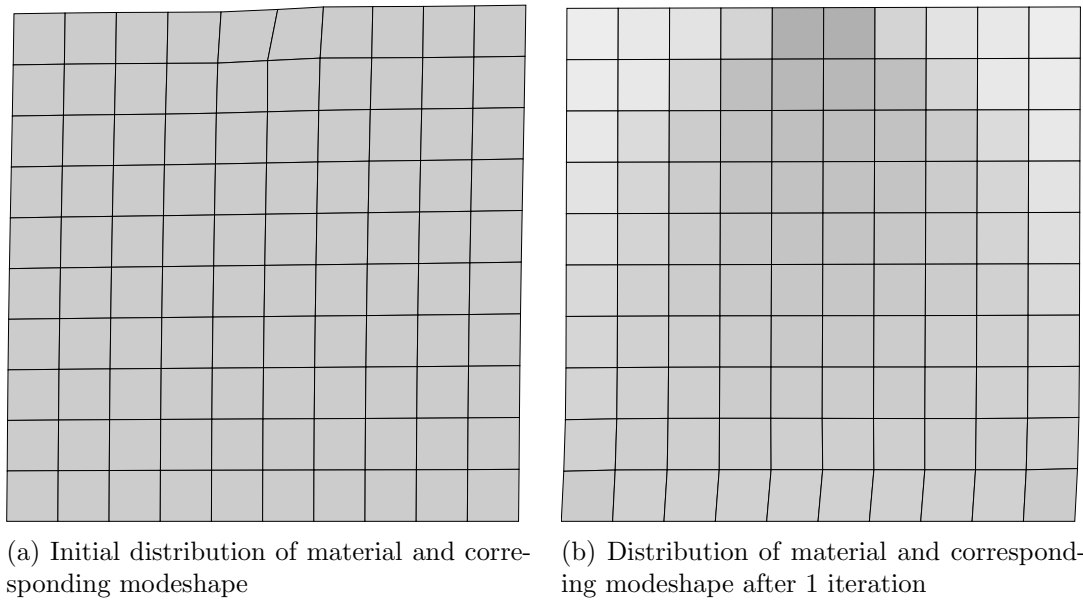 (a) Initial distribution of material and corre-
sponding modeshape
(b) Distribution of material and correspond-
ing modeshape after 1 iteration